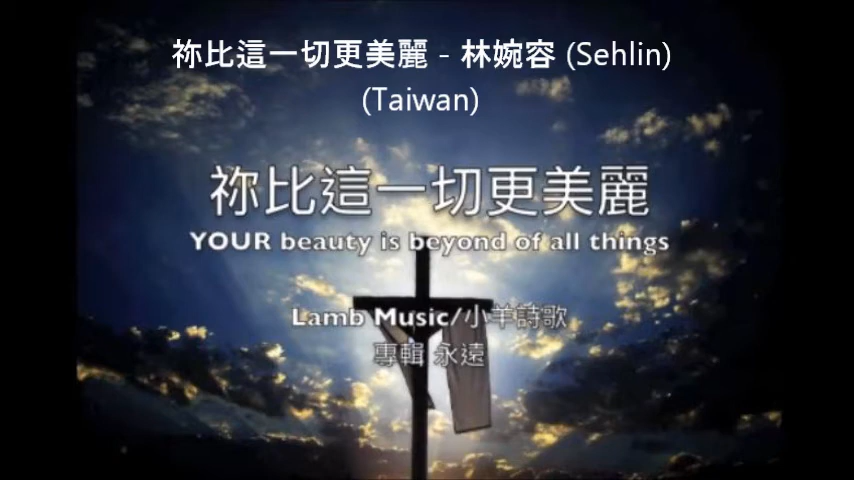 祢比這一切更美麗 - 林婉容 (Sehlin)
(Taiwan)
祢比這一切更美麗
YOUR beauty is beyond of all things
Lamb Music/小羊詩歌
專輯 永遠